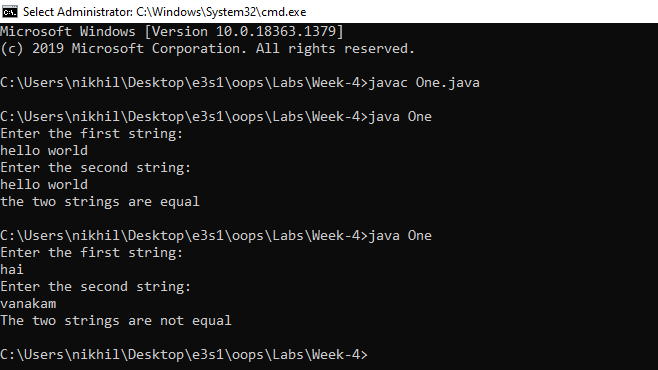 Select Administrator: C:\Windows\System32\cmd.exe
Microsoft Windows [Version 10.0.18363.1379]
(c) 2019 Microsoft Corporation. All rights reserved.
C:\Users\nikhil\Desktop\e3s1\oops\Labs\Week-4>javac One.java
C:\Users\nikhil\Desktop\e3s1\oops\Labs\Week-4>java One
Enter the first string:
hello world
Enter the second string:
hello world
the two strings are equal
C:\Users\nikhil\Desktop\e3s1\oops\Labs\Week-4>java One
Enter the first string:
hai
Enter the second string:
vanakam
The two strings are not equal
C:\Users\nikhil\Desktop\e3s1\oops\Labs\Week-4>